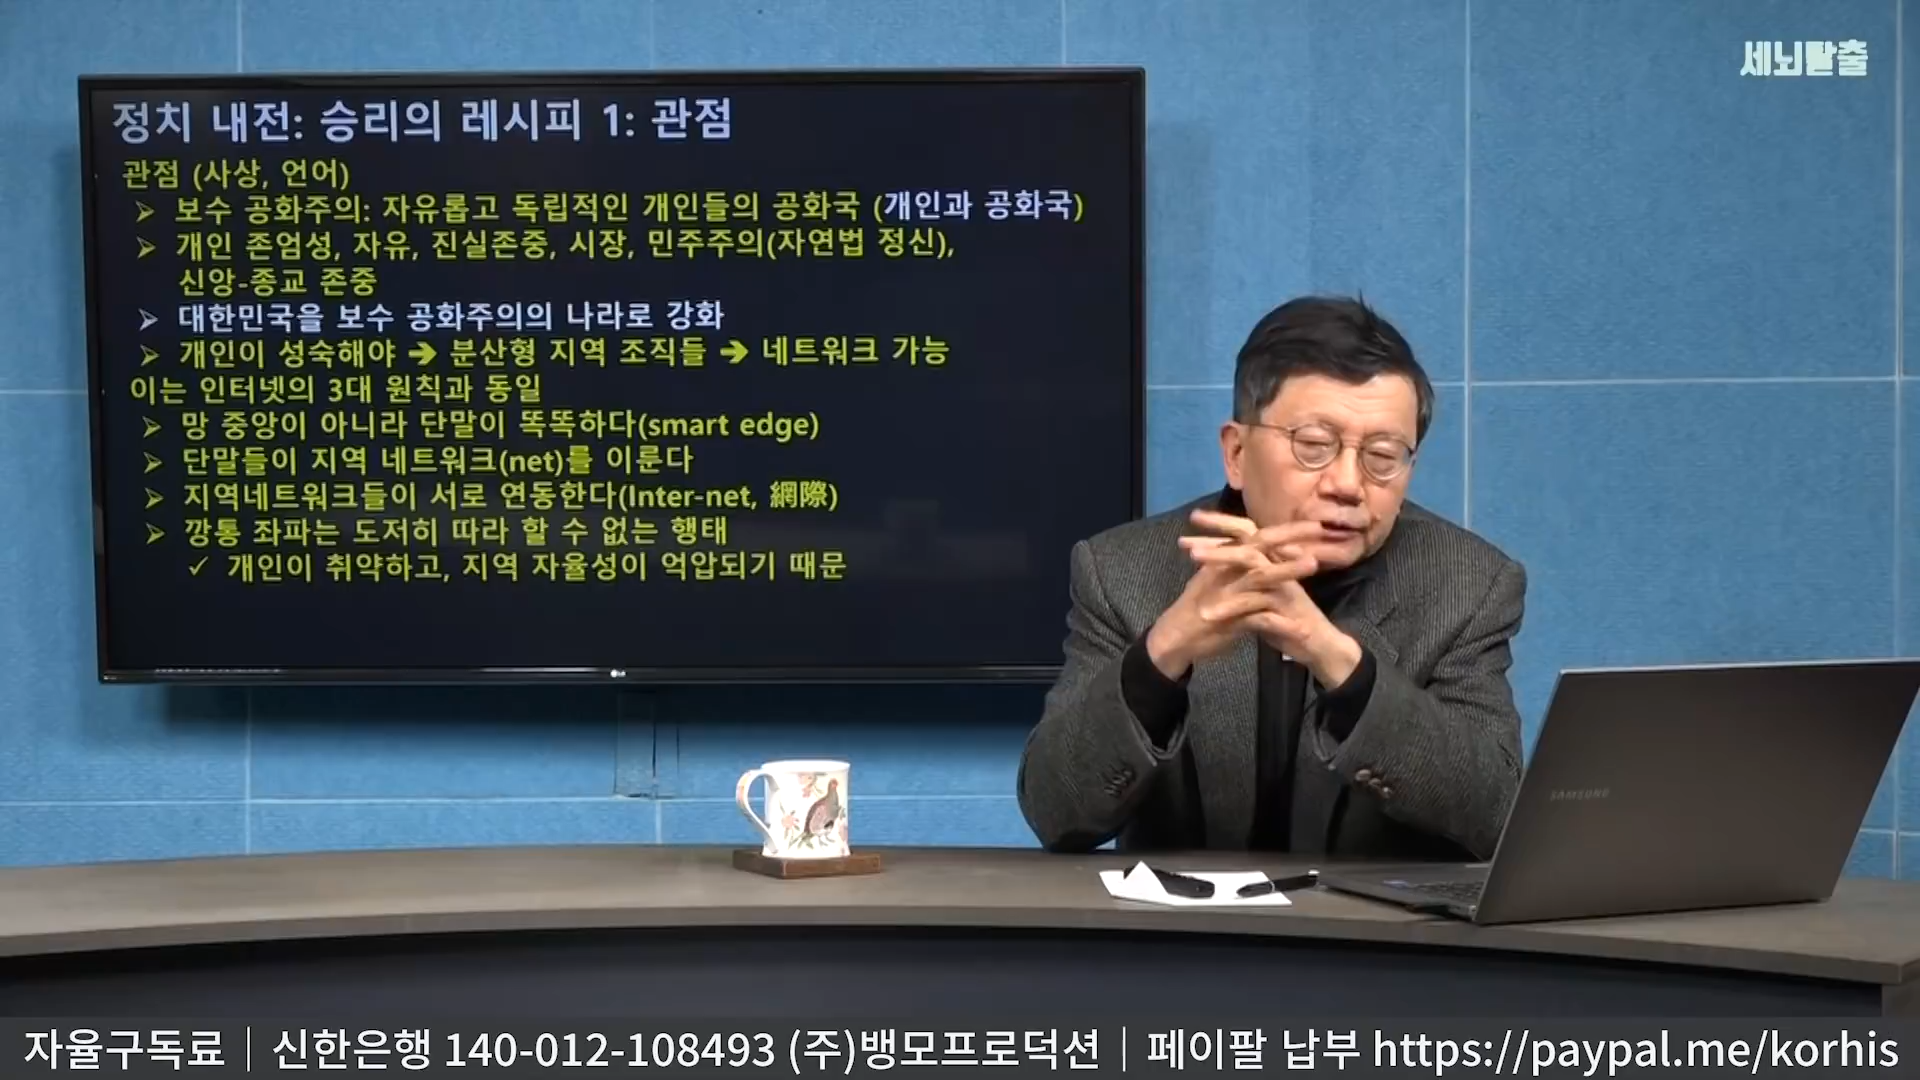 세뇌탈출
정치 내전: 승리의 레시피 1: 관점
관점 (사상, 언어)
➢ 보수 공화주의: 자유롭고 독립적인 개인들의 공화국 (개인과 공화국)
➢ 개인 존엄성, 자유, 진실존중, 시장, 민주주의(자연법 정신),
신앙-종교 존중
➢ 대한민국을 보수 공화주의의 나라로 강화
➢ 개인이 성숙해야 ➔ 분산형 지역 조직들 ➔ 네트워크 가능
이는 인터넷의 3대 원칙과 동일
➢ 망 중앙이 아니라 단말이 똑똑하다(smart edge)
➢ 단말들이 지역 네트워크(net)를 이룬다
➢ 지역네트워크들이 서로 연동한다(Inter-net, 網際)
➢ 깡통 좌파는 도저히 따라 할 수 없는 행태
✓ 개인이 취약하고, 지역 자율성이 억압되기 때문
LG
SAMSUNG
자율구독료│신한은행 140-012-108493 (주)뱅모프로덕션│페이팔 납부 https://paypal.me/korhis